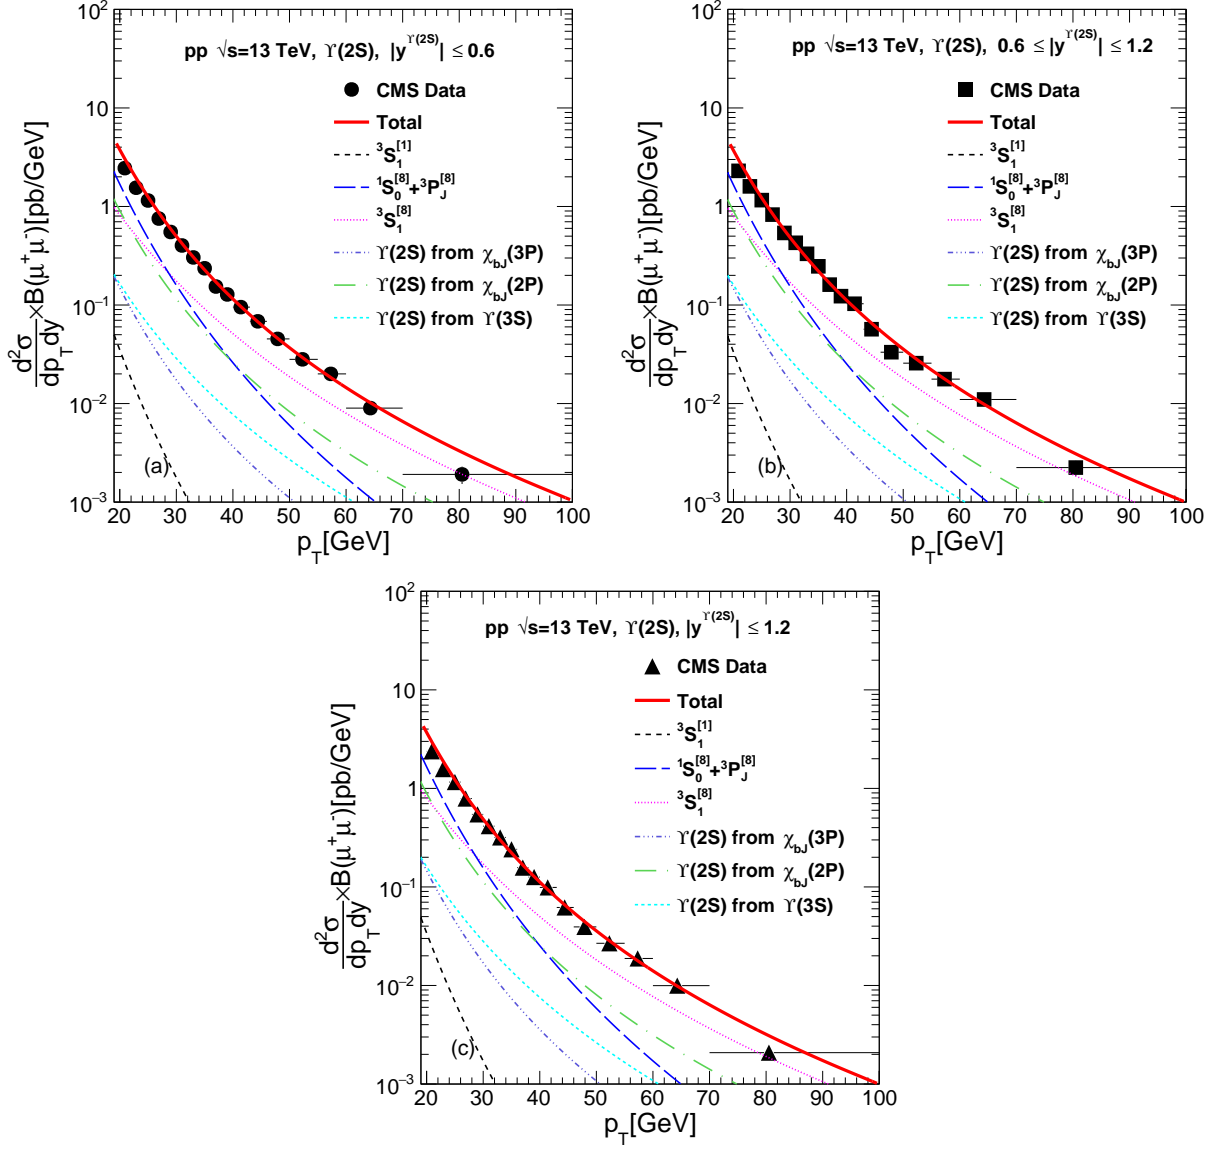 pp √s=13 TeV, ϒ(2S), |y^ϒ(2S)| ≤ 0.6
CMS Data
Total
³S₁^[1]
¹S₀^[8]+³P_J^[8]
³S₁^[8]
ϒ(2S) from χ_bJ(3P)
ϒ(2S) from χ_bJ(2P)
ϒ(2S) from ϒ(3S)
d²σ/dp_T dy ×B(μ⁺μ⁻)[pb/GeV]
10²
10
1
10⁻¹
10⁻²
10⁻³
(a)
20 30 40 50 60 70 80 90 100
p_T[GeV]
pp √s=13 TeV, ϒ(2S), 0.6 ≤|y^ϒ(2S)| ≤ 1.2
CMS Data
Total
³S₁^[1]
¹S₀^[8]+³P_J^[8]
³S₁^[8]
ϒ(2S) from χ_bJ(3P)
ϒ(2S) from χ_bJ(2P)
ϒ(2S) from ϒ(3S)
d²σ/dp_T dy ×B(μ⁺μ⁻)[pb/GeV]
10²
10
1
10⁻¹
10⁻²
10⁻³
(b)
20 30 40 50 60 70 80 90 100
p_T[GeV]
pp √s=13 TeV, ϒ(2S), |y^ϒ(2S)| ≤ 1.2
CMS Data
Total
³S₁^[1]
¹S₀^[8]+³P_J^[8]
³S₁^[8]
ϒ(2S) from χ_bJ(3P)
ϒ(2S) from χ_bJ(2P)
ϒ(2S) from ϒ(3S)
d²σ/dp_T dy ×B(μ⁺μ⁻)[pb/GeV]
10²
10
1
10⁻¹
10⁻²
10⁻³
(c)
20 30 40 50 60 70 80 90 100
p_T[GeV]